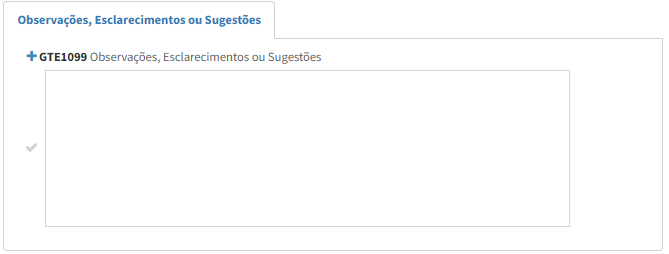 Observações, Esclarecimentos ou Sugestões
GTE1099 Observações, Esclarecimentos ou Sugestões